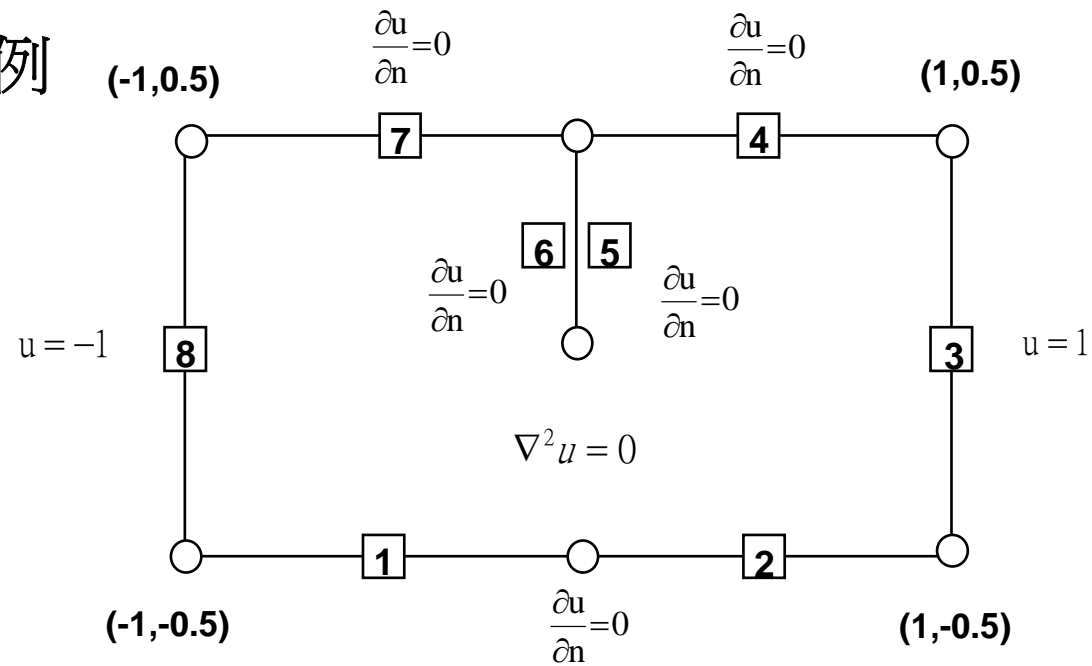 例
∂u/∂n=0
∂u/∂n=0
(-1,0.5)
(1,0.5)
7
4
6
5
∂u/∂n=0
∂u/∂n=0
u=−1
8
3
u=1
∇²u=0
1
2
(-1,-0.5)
∂u/∂n=0
(1,-0.5)